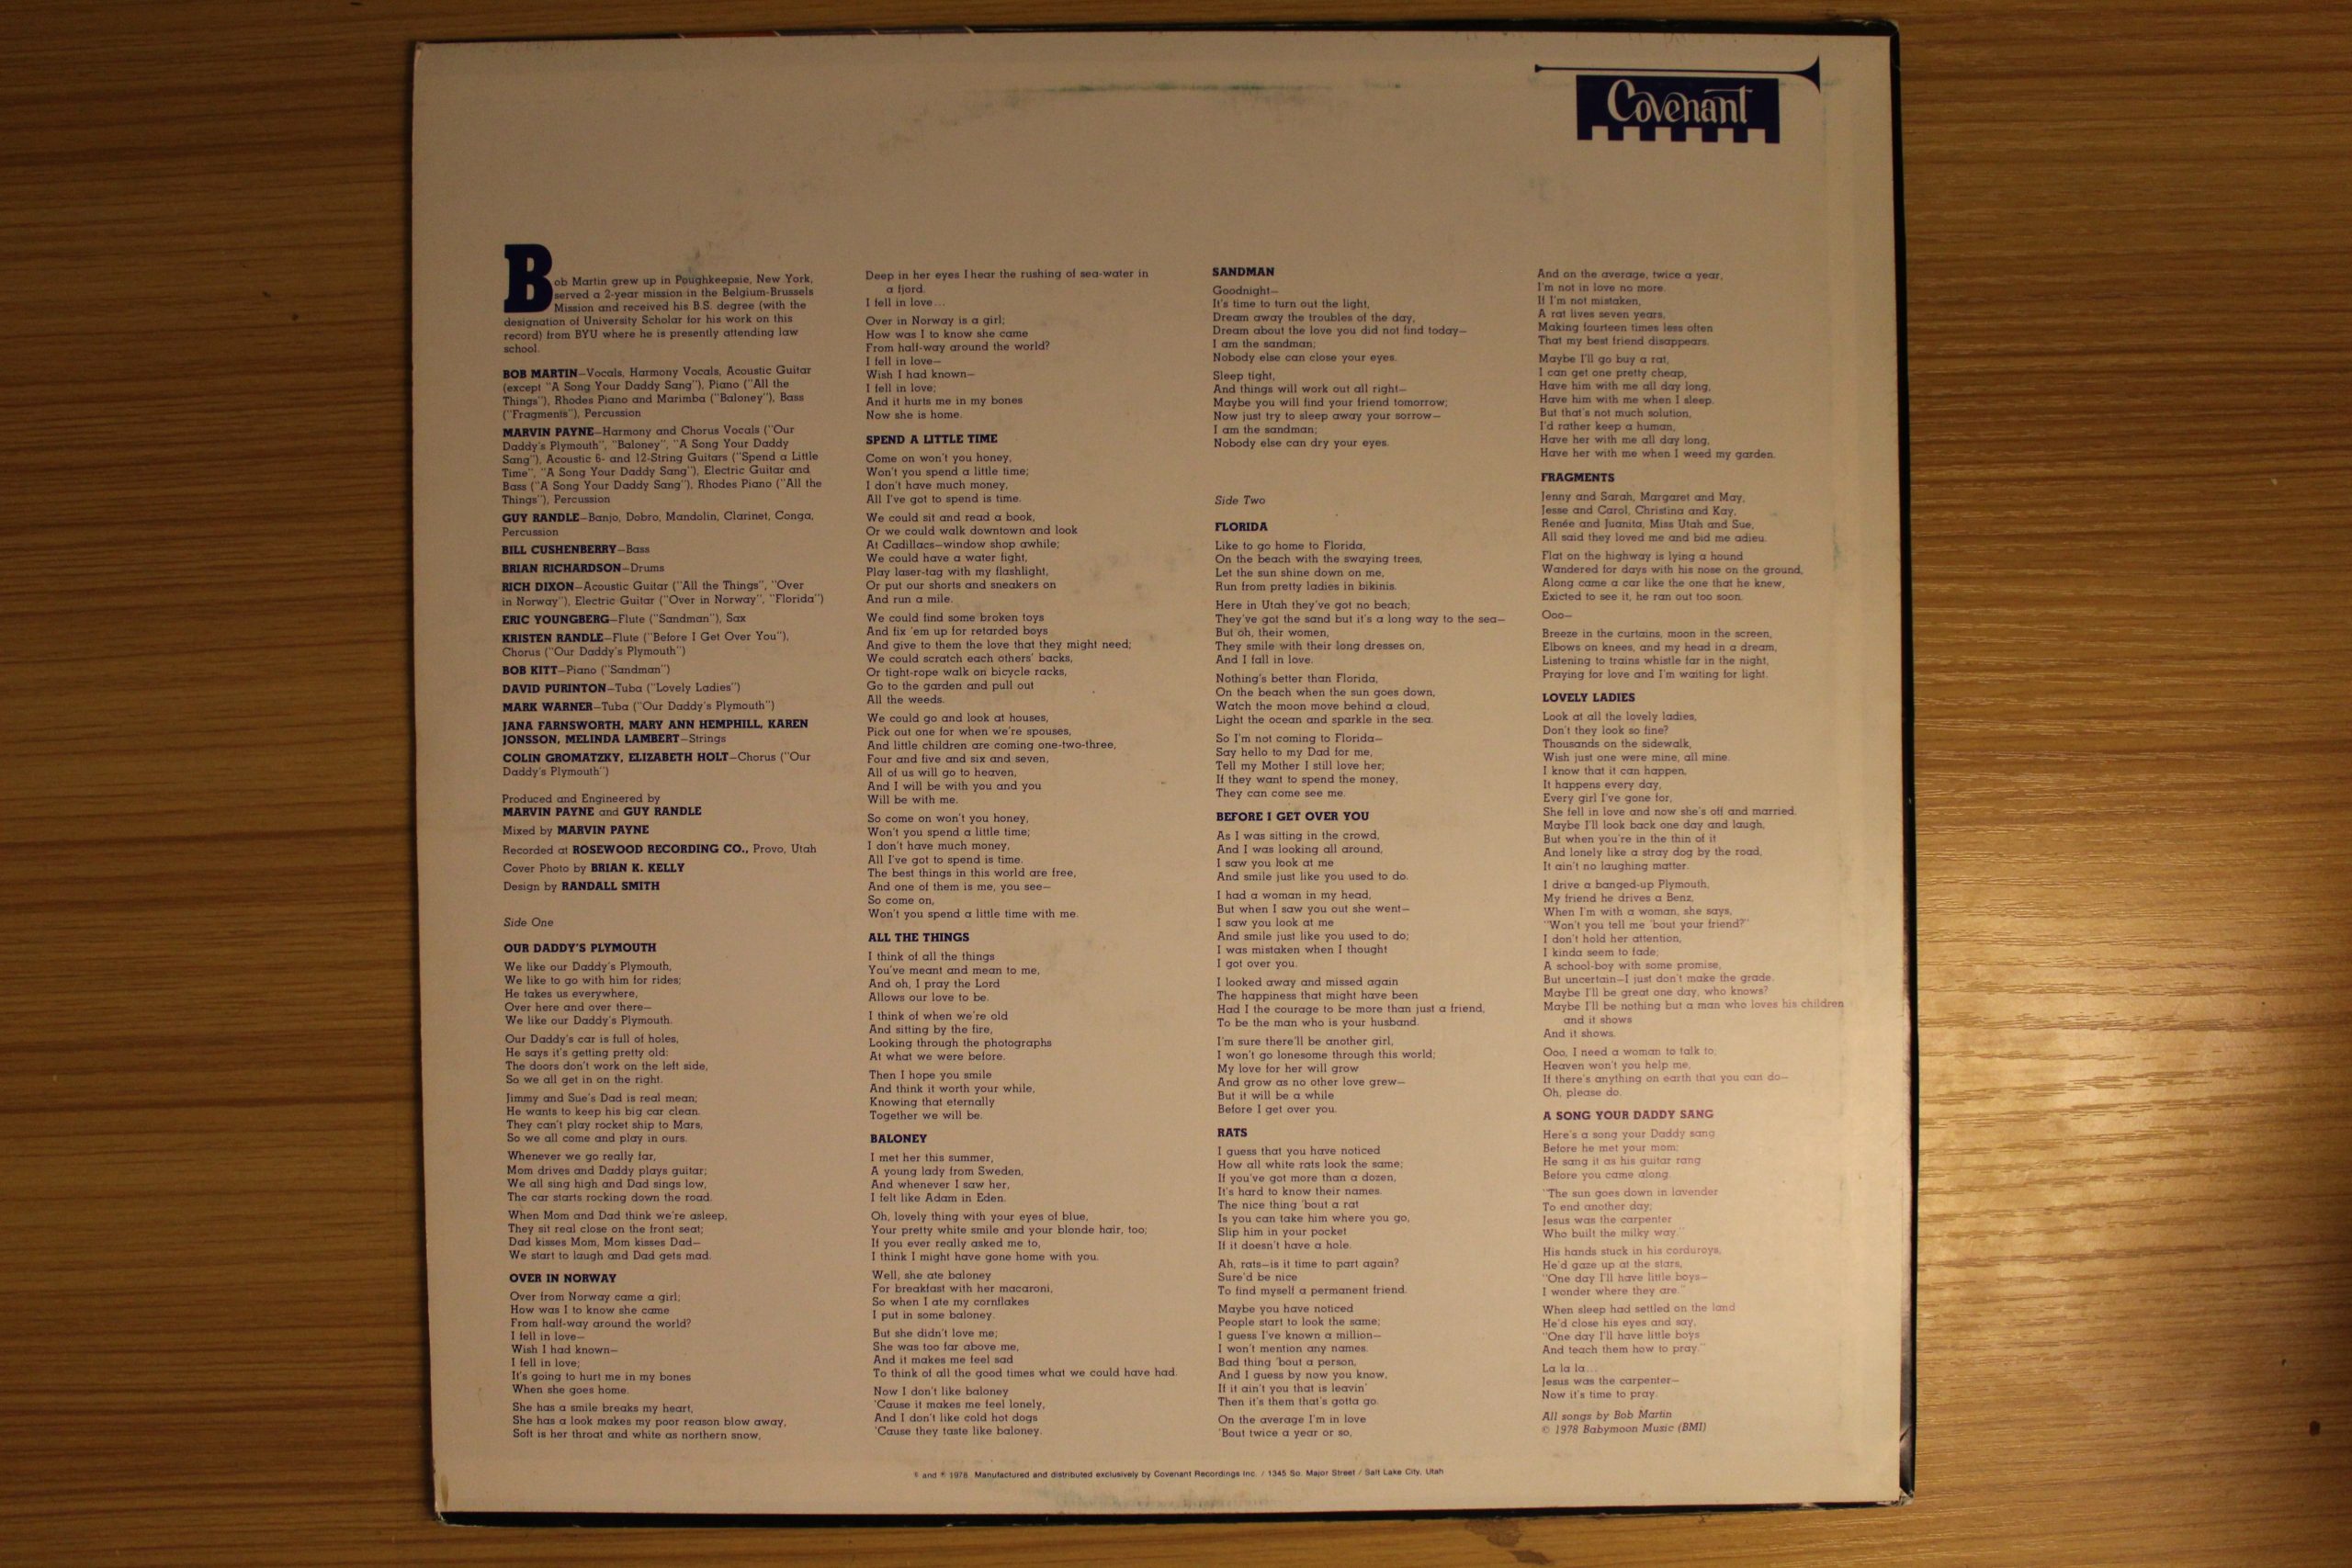 Covenant
Bob Martin grew up in Poughkeepsie, New York,
served a 2-year mission in the Belgium-Brussels
Mission and received his B.S. degree (with the
designation of University Scholar for his work on this
record) from BYU where he is presently attending law
school.
BOB MARTIN—Vocals, Harmony Vocals, Acoustic Guitar
(except "A Song Your Daddy Sang"), Piano ("All the
Things"), Rhodes Piano and Marimba ("Baloney"), Bass
("Fragments"), Percussion
MARVIN PAYNE—Harmony and Chorus Vocals ("Our
Daddy's Plymouth", "Baloney", "A Song Your Daddy
Sang"), Acoustic 6- and 12-String Guitars ("Spend a Little
Time", "A Song Your Daddy Sang"), Electric Guitar and
Bass ("A Song Your Daddy Sang"), Rhodes Piano ("All the
Things"), Percussion
GUY RANDLE—Banjo, Dobro, Mandolin, Clarinet, Conga,
Percussion
BILL CUSHENBERRY—Bass
BRIAN RICHARDSON—Drums
RICH DIXON—Acoustic Guitar ("All the Things", "Over
in Norway"), Electric Guitar ("Over in Norway", "Florida")
ERIC YOUNGBERG—Flute ("Sandman"), Sax
KRISTEN RANDLE—Flute ("Before I Get Over You"),
Chorus ("Our Daddy's Plymouth")
BOB KITT—Piano ("Sandman")
DAVID PURINTON—Tuba ("Lovely Ladies")
MARK WARNER—Tuba ("Our Daddy's Plymouth")
JANA FARNSWORTH, MARY ANN HEMPHILL, KAREN
JONSSON, MELINDA LAMBERT—Strings
COLIN GROMATZKY, ELIZABETH HOLT—Chorus ("Our
Daddy's Plymouth")
Produced and Engineered by
MARVIN PAYNE and GUY RANDLE
Mixed by MARVIN PAYNE
Recorded at ROSEWOOD RECORDING CO., Provo, Utah
Cover Photo by BRIAN K. KELLY
Design by RANDALL SMITH
Side One
OUR DADDY'S PLYMOUTH
We like our Daddy's Plymouth,
We like to go with him for rides;
He takes us everywhere,
Over here and over there—
We like our Daddy's Plymouth.
Our Daddy's car is full of holes,
He says it's getting pretty old:
The doors don't work on the left side,
So we all get in on the right.
Jimmy and Sue's Dad is real mean;
He wants to keep his big car clean.
They can't play rocket ship to Mars,
So we all come and play in ours.
Whenever we go really far,
Mom drives and Daddy plays guitar;
We all sing high and Dad sings low,
The car starts rocking down the road.
When Mom and Dad think we're asleep,
They sit real close on the front seat;
Dad kisses Mom, Mom kisses Dad—
We start to laugh and Dad gets mad.
OVER IN NORWAY
Over from Norway came a girl;
How was I to know she came
From half-way around the world?
I fell in love—
Wish I had known—
I fell in love;
It's going to hurt me in my bones
When she goes home.
She has a smile breaks my heart,
She has a look makes my poor reason blow away,
Soft is her throat and white as northern snow,
Deep in her eyes I hear the rushing of sea-water in
a fjord.
I fell in love...
Over in Norway is a girl;
How was I to know she came
From half-way around the world?
I fell in love—
Wish I had known—
I fell in love;
And it hurts me in my bones
Now she is home.
SPEND A LITTLE TIME
Come on won't you honey,
Won't you spend a little time;
I don't have much money,
All I've got to spend is time.
We could sit and read a book,
Or we could walk downtown and look
At Cadillacs—window shop awhile;
We could have a water fight,
Play laser-tag with my flashlight,
Or put our shorts and sneakers on
And run a mile.
We could find some broken toys
And fix 'em up for retarded boys
And give to them the love that they might need;
We could scratch each others' backs,
Or tight-rope walk on bicycle racks,
Go to the garden and pull out
All the weeds.
We could go and look at houses,
Pick out one for when we're spouses,
And little children are coming one-two-three,
Four and five and six and seven,
All of us will go to heaven,
And I will be with you and you
Will be with me.
So come on won't you honey,
Won't you spend a little time;
I don't have much money,
All I've got to spend is time.
The best things in this world are free,
And one of them is me, you see—
So come on,
Won't you spend a little time with me.
ALL THE THINGS
I think of all the things
You've meant and mean to me,
And oh, I pray the Lord
Allows our love to be.
I think of when we're old
And sitting by the fire,
Looking through the photographs
At what we were before.
Then I hope you smile
And think it worth your while,
Knowing that eternally
Together we will be.
BALONEY
I met her this summer,
A young lady from Sweden,
And whenever I saw her,
I felt like Adam in Eden.
Oh, lovely thing with your eyes of blue,
Your pretty white smile and your blonde hair, too;
If you ever really asked me to,
I think I might have gone home with you.
Well, she ate baloney
For breakfast with her macaroni,
So when I ate my cornflakes
I put in some baloney.
But she didn't love me;
She was too far above me,
And it makes me feel sad
To think of all the good times what we could have had.
Now I don't like baloney
'Cause it makes me feel lonely,
And I don't like cold hot dogs
'Cause they taste like baloney.
SANDMAN
Goodnight—
It's time to turn out the light,
Dream away the troubles of the day,
Dream about the love you did not find today—
I am the sandman;
Nobody else can close your eyes.
Sleep tight,
And things will work out all right—
Maybe you will find your friend tomorrow;
Now just try to sleep away your sorrow—
I am the sandman;
Nobody else can dry your eyes.
Side Two
FLORIDA
Like to go home to Florida,
On the beach with the swaying trees,
Let the sun shine down on me,
Run from pretty ladies in bikinis.
Here in Utah they've got no beach;
They've got the sand but it's a long way to the sea—
But oh, their women,
They smile with their long dresses on,
And I fall in love.
Nothing's better than Florida,
On the beach when the sun goes down,
Watch the moon move behind a cloud,
Light the ocean and sparkle in the sea.
So I'm not coming to Florida—
Say hello to my Dad for me,
Tell my Mother I still love her;
If they want to spend the money,
They can come see me.
BEFORE I GET OVER YOU
As I was sitting in the crowd,
And I was looking all around,
I saw you look at me
And smile just like you used to do.
I had a woman in my head,
But when I saw you out she went—
I saw you look at me
And smile just like you used to do;
I was mistaken when I thought
I got over you.
I looked away and missed again
The happiness that might have been
Had I the courage to be more than just a friend,
To be the man who is your husband.
I'm sure there'll be another girl,
I won't go lonesome through this world;
My love for her will grow
And grow as no other love grew—
But it will be a while
Before I get over you.
RATS
I guess that you have noticed
How all white rats look the same;
If you've got more than a dozen,
It's hard to know their names.
The nice thing 'bout a rat
Is you can take him where you go,
Slip him in your pocket
If it doesn't have a hole.
Ah, rats—is it time to part again?
Sure'd be nice
To find myself a permanent friend.
Maybe you have noticed
People start to look the same;
I guess I've known a million—
I won't mention any names.
Bad thing 'bout a person,
And I guess by now you know,
If it ain't you that is leavin'
Then it's them that's gotta go.
On the average I'm in love
'Bout twice a year or so,
And on the average, twice a year,
I'm not in love no more.
If I'm not mistaken,
A rat lives seven years,
Making fourteen times less often
That my best friend disappears.
Maybe I'll go buy a rat,
I can get one pretty cheap,
Have him with me all day long,
Have him with me when I sleep.
But that's not much solution,
I'd rather keep a human,
Have her with me all day long,
Have her with me when I weed my garden.
FRAGMENTS
Jenny and Sarah, Margaret and May,
Jesse and Carol, Christina and Kay,
Renée and Juanita, Miss Utah and Sue,
All said they loved me and bid me adieu.
Flat on the highway is lying a hound
Wandered for days with his nose on the ground,
Along came a car like the one that he knew,
Exicted to see it, he ran out too soon.
Ooo—
Breeze in the curtains, moon in the screen,
Elbows on knees, and my head in a dream,
Listening to trains whistle far in the night,
Praying for love and I'm waiting for light.
LOVELY LADIES
Look at all the lovely ladies,
Don't they look so fine?
Thousands on the sidewalk,
Wish just one were mine, all mine.
I know that it can happen,
It happens every day,
Every girl I've gone for,
She fell in love and now she's off and married.
Maybe I'll look back one day and laugh,
But when you're in the thin of it
And lonely like a stray dog by the road,
It ain't no laughing matter.
I drive a banged-up Plymouth,
My friend he drives a Benz,
When I'm with a woman, she says,
"Won't you tell me 'bout your friend?"
I don't hold her attention,
I kinda seem to fade;
A school-boy with some promise,
But uncertain—I just don't make the grade.
Maybe I'll be great one day, who knows?
Maybe I'll be nothing but a man who loves his children
and it shows
And it shows.
Ooo, I need a woman to talk to;
Heaven won't you help me,
If there's anything on earth that you can do—
Oh, please do.
A SONG YOUR DADDY SANG
Here's a song your Daddy sang
Before he met your mom;
He sang it as his guitar rang
Before you came along.
"The sun goes down in lavender
To end another day;
Jesus was the carpenter
Who built the milky way."
His hands stuck in his corduroys,
He'd gaze up at the stars,
"One day I'll have little boys—
I wonder where they are."
When sleep had settled on the land
He'd close his eyes and say,
"One day I'll have little boys
And teach them how to pray."
La la la...
Jesus was the carpenter—
Now it's time to pray.
All songs by Bob Martin
© 1978 Babymoon Music (BMI)
and 1978 Manufactured and distributed exclusively by Covenant Recordings Inc. / 1345 So. Major Street / Salt Lake City, Utah